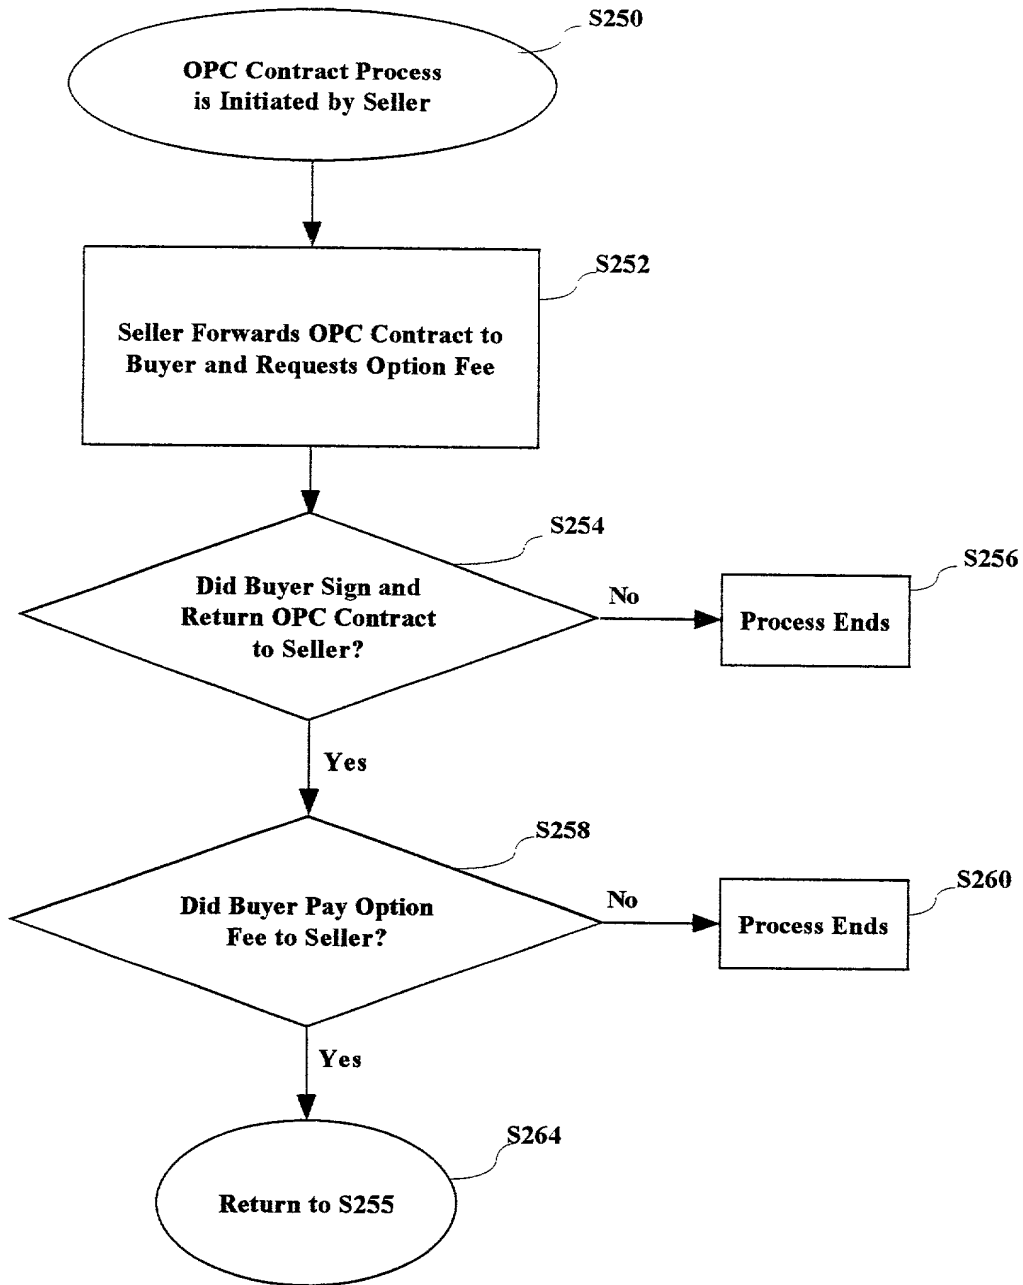 S250
OPC Contract Process
is Initiated by Seller
S252
Seller Forwards OPC Contract to
Buyer and Requests Option Fee
S254
Did Buyer Sign and
Return OPC Contract
to Seller?
No
S256
Process Ends
Yes
S258
Did Buyer Pay Option
Fee to Seller?
No
S260
Process Ends
Yes
S264
Return to S255